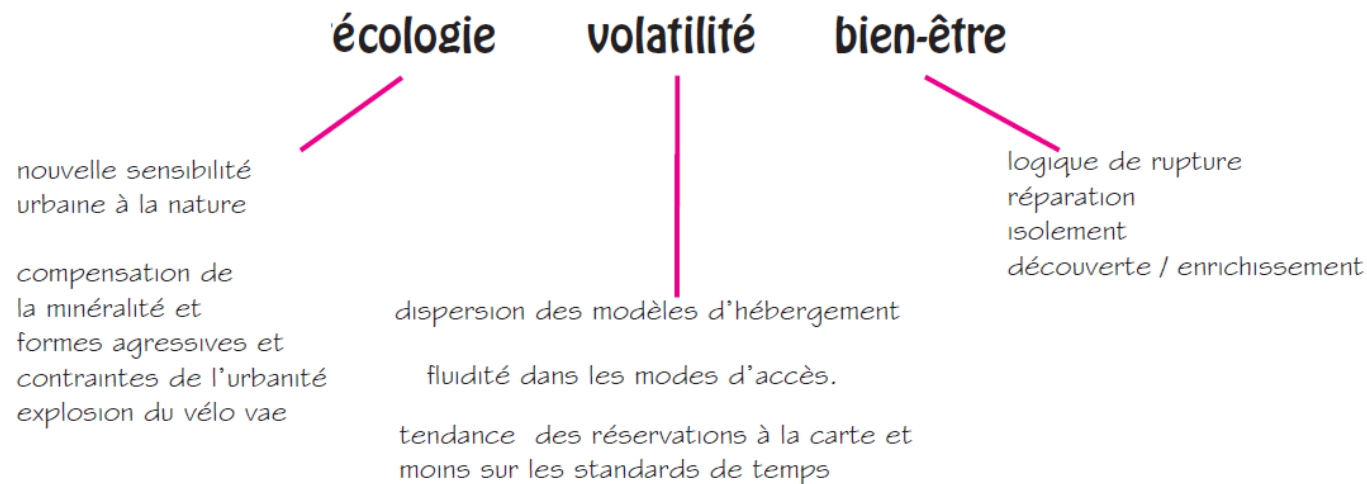 écologie volatilité bien-être
nouvelle sensibilité
urbaine à la nature
compensation de
la minéralité et
formes agressives et
contraintes de l'urbanité
explosion du vélo vae
dispersion des modèles d'hébergement
fluidité dans les modes d'accès.
tendance des réservations à la carte et
moins sur les standards de temps
logique de rupture
réparation
isolement
découverte / enrichissement